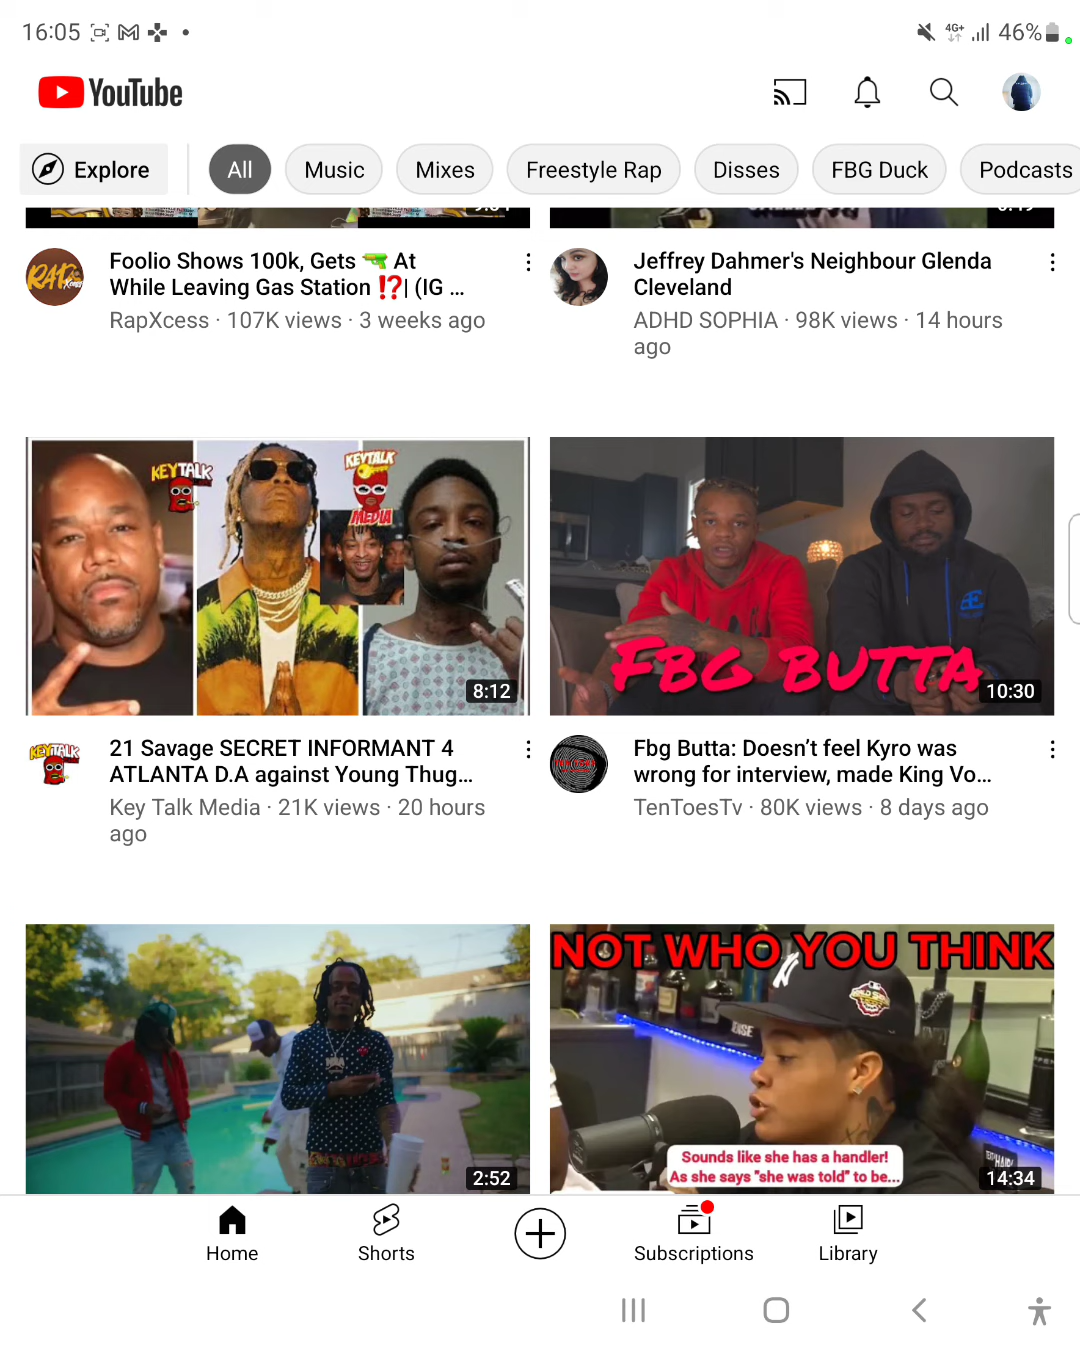 16:05
4G+
46%
YouTube
Explore
All
Music
Mixes
Freestyle Rap
Disses
FBG Duck
Podcasts
RAP
Foolio Shows 100k, Gets 🔫 At
While Leaving Gas Station ⁉️| (IG ...
RapXcess · 107K views · 3 weeks ago
Jeffrey Dahmer's Neighbour Glenda
Cleveland
ADHD SOPHIA · 98K views · 14 hours
ago
KEYTALK
KEYTALK
MEDIA
8:12
FBG BUTTA
10:30
KEYTALK
21 Savage SECRET INFORMANT 4
ATLANTA D.A against Young Thug...
Key Talk Media · 21K views · 20 hours
ago
Fbg Butta: Doesn’t feel Kyro was
wrong for interview, made King Vo...
TenToesTv · 80K views · 8 days ago
2:52
NOT WHO YOU THINK
Sounds like she has a handler!
As she says "she was told" to be...
14:34
Home
Shorts
Subscriptions
Library